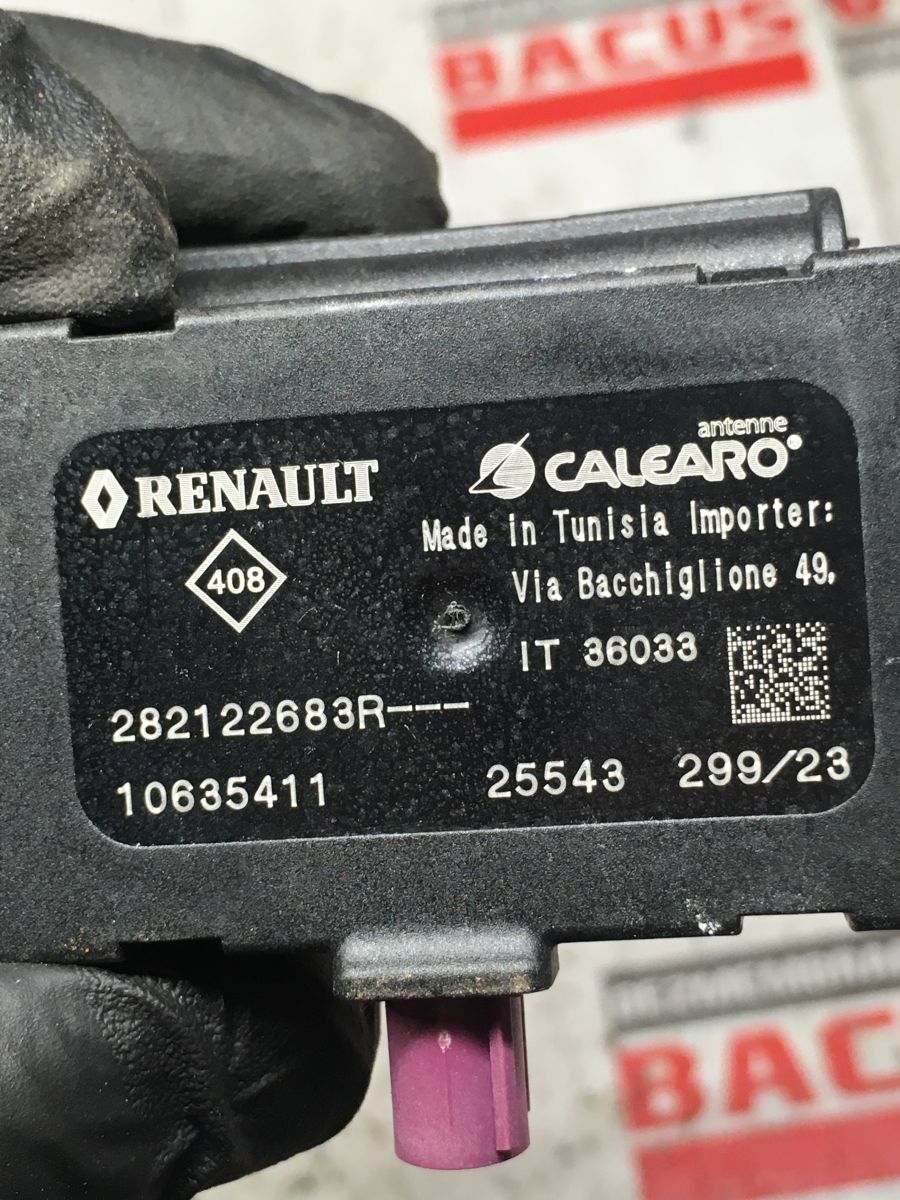 BACUS
RENAULT
antenne
CALEARO®
Made in Tunisia Importer:
408
Via Bacchiglione 49,
IT 36033
282122683R---
10635411 25543 299/23
BACUS